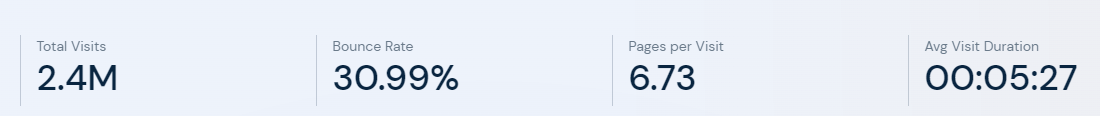 Total Visits
2.4M
Bounce Rate
30.99%
Pages per Visit
6.73
Avg Visit Duration
00:05:27